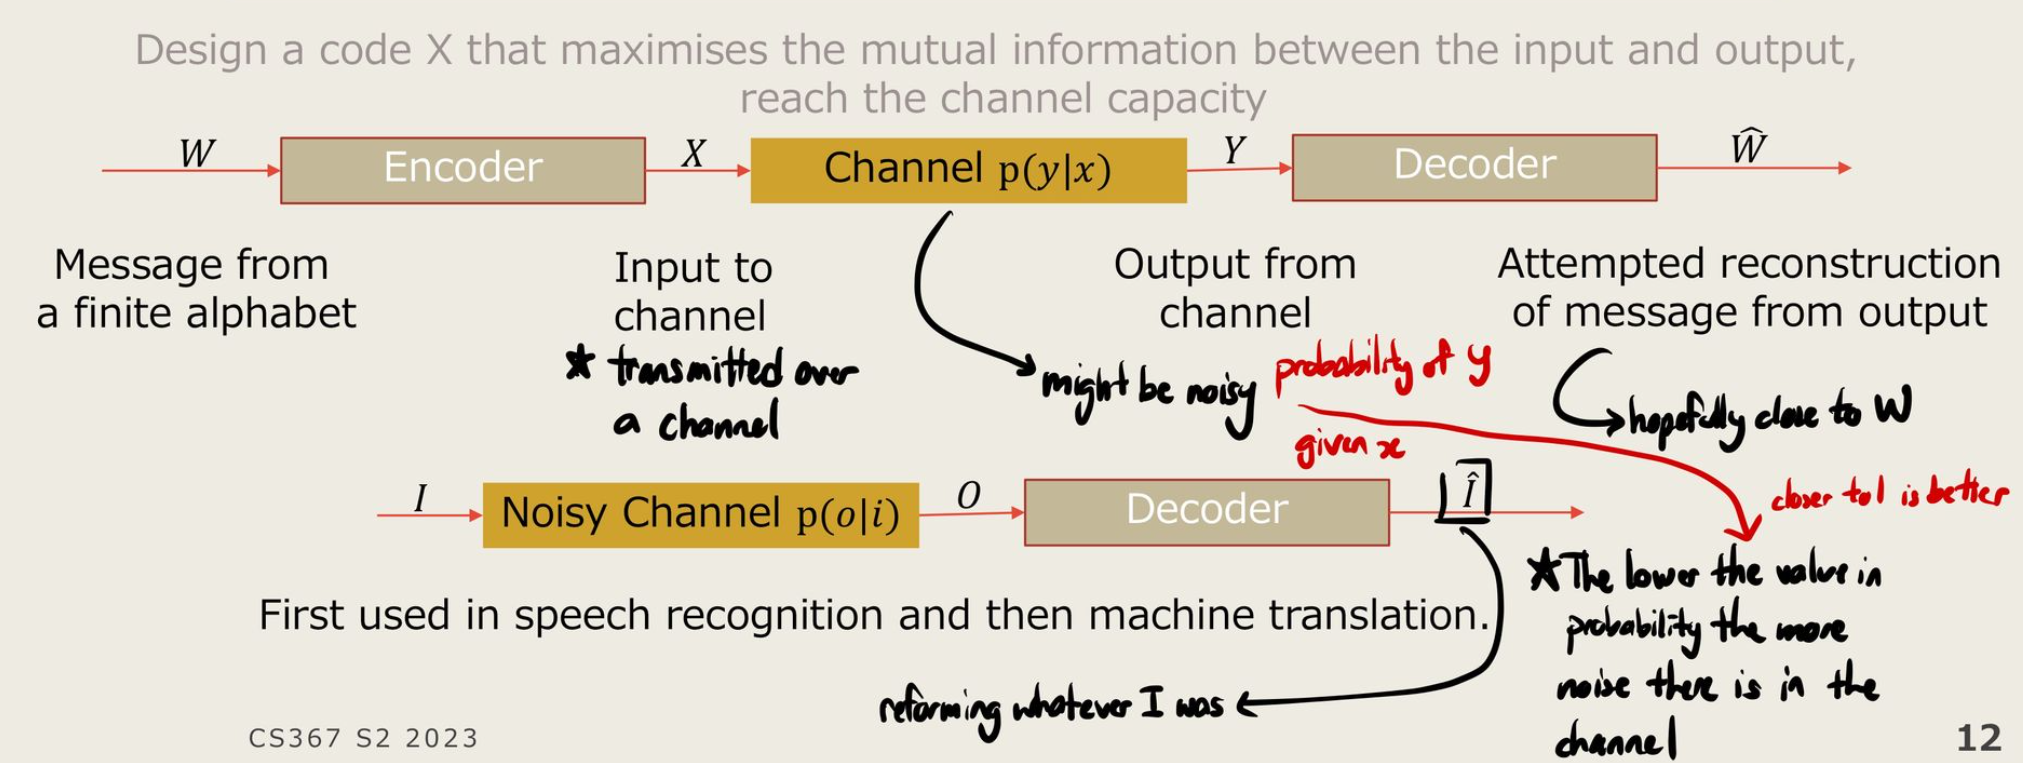 Design a code X that maximises the mutual information between the input and output,
reach the channel capacity
W
Encoder
X
Channel p(y|x)
Y
Decoder
Ŵ
Message from
a finite alphabet
Input to
channel
* transmitted over
a channel
might be noisy
Output from
channel
probability of y
given x
Attempted reconstruction
of message from output
hopefully close to W
closer to 1 is better
I
Noisy Channel p(o|i)
O
Decoder
Î
* The lower the value in
probability the more
noise there is in the
channel
First used in speech recognition and then machine translation.
reforming whatever I was
CS367 S2 2023
12